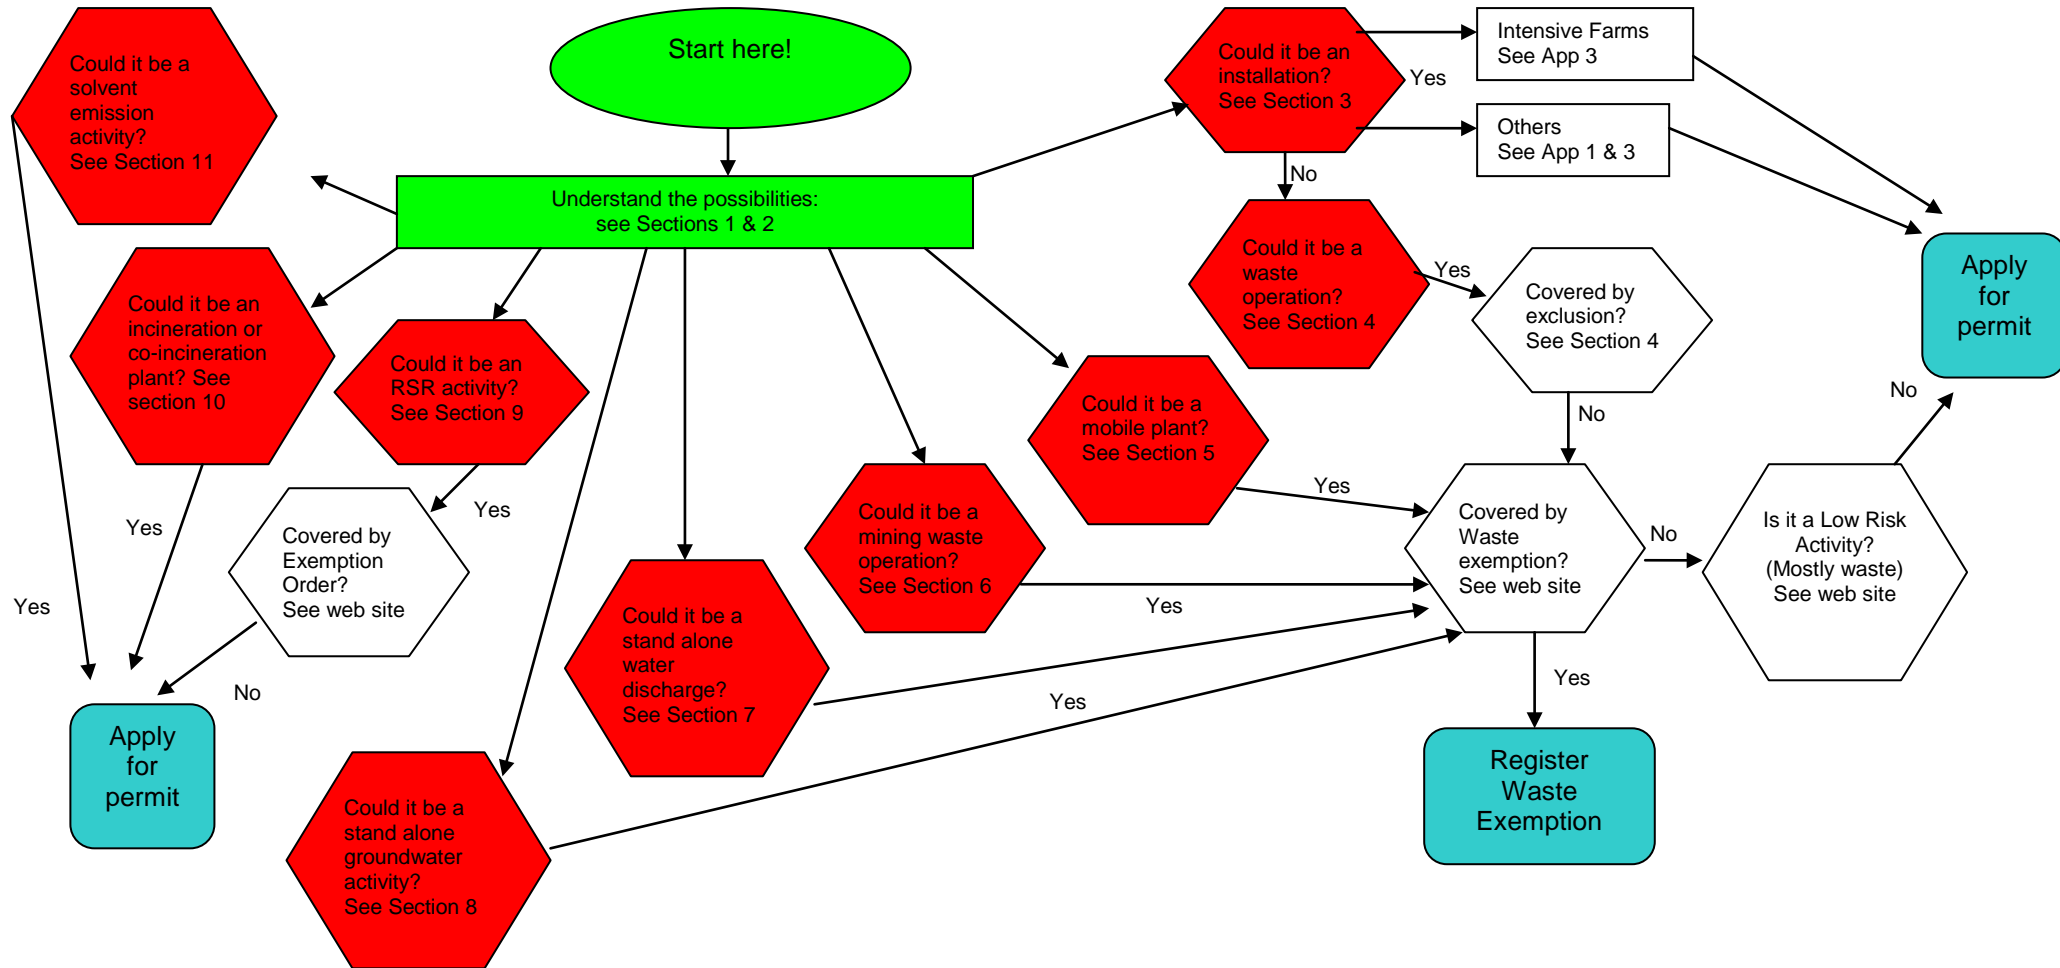 Start here!
Understand the possibilities:
see Sections 1 & 2
Could it be a
solvent
emission
activity?
See Section 11
Yes
Could it be an
incineration or
co-incineration
plant? See
section 10
Yes
Could it be an
RSR activity?
See Section 9
Yes
Covered by
Exemption
Order?
See web site
No
Apply
for
permit
Could it be a
stand alone
groundwater
activity?
See Section 8
Yes
Could it be a
stand alone
water
discharge?
See Section 7
Could it be a
mining waste
operation?
See Section 6
Yes
Could it be a
mobile plant?
See Section 5
Yes
Could it be an
installation?
See Section 3
Yes
Intensive Farms
See App 3
Others
See App 1 & 3
No
Could it be a
waste
operation?
See Section 4
Yes
Covered by
exclusion?
See Section 4
No
Covered by
Waste
exemption?
See web site
No
Is it a Low Risk
Activity?
(Mostly waste)
See web site
No
Apply
for
permit
Yes
Register
Waste
Exemption